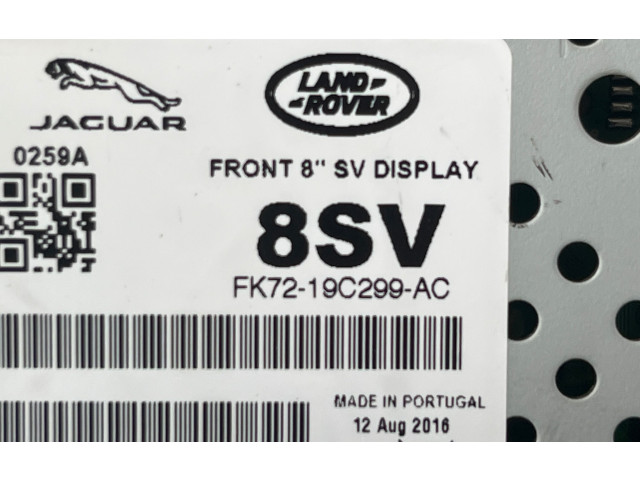 JAGUAR
LAND
ROVER
0259A
FRONT 8" SV DISPLAY
8SV
FK72-19C299-AC
MADE IN PORTUGAL
12 Aug 2016